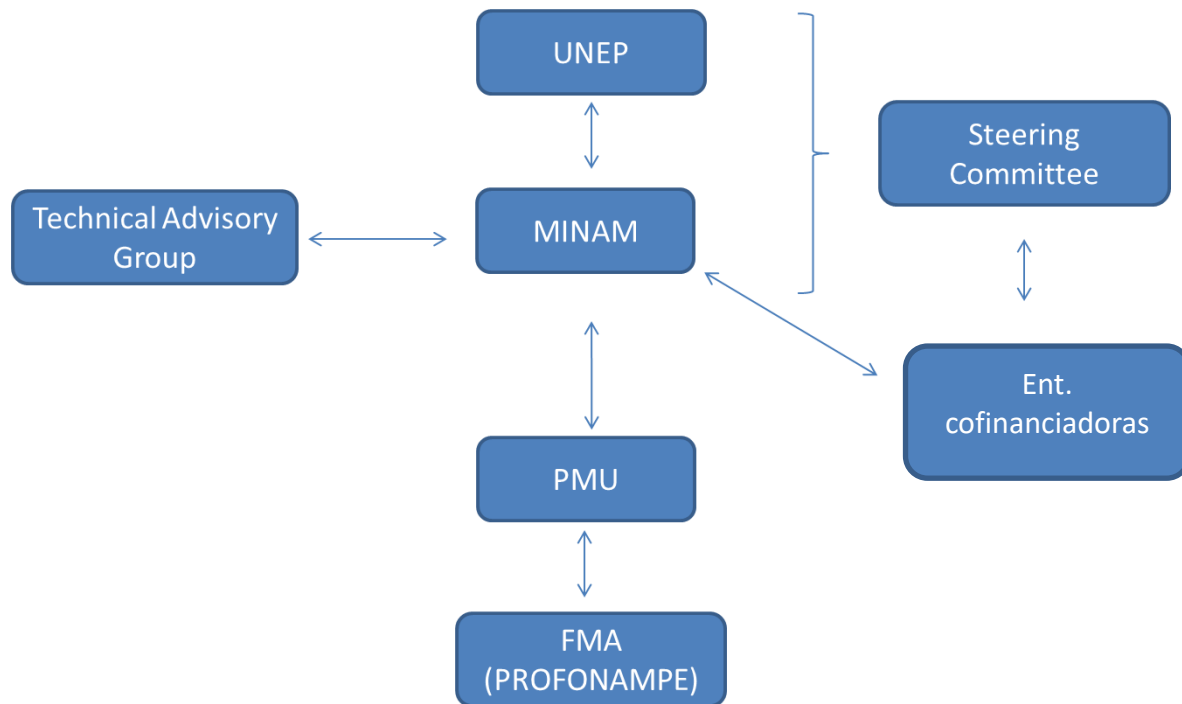 UNEP
Steering
Committee
Technical Advisory
Group
MINAM
Ent.
cofinanciadoras
PMU
FMA
(PROFONAMPE)